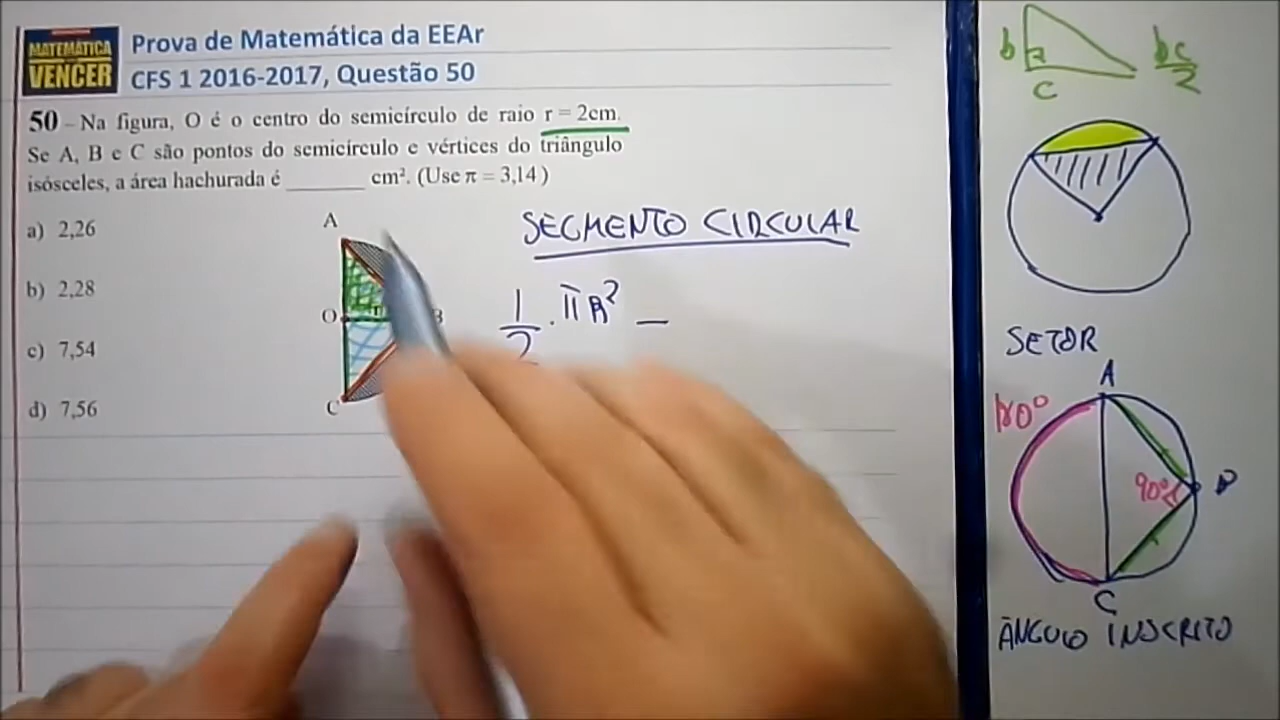 MATEMÁTICA
VENCER
Prova de Matemática da EEAr
CFS 1 2016-2017, Questão 50
50 – Na figura, O é o centro do semicírculo de raio r = 2cm.
Se A, B e C são pontos do semicírculo e vértices do triângulo
isósceles, a área hachurada é ________ cm². (Use π = 3,14 )
a) 2,26
b) 2,28
c) 7,54
d) 7,56
A
O
B
C
SEGMENTO CIRCULAR
1/2 . πR² —
b
c
bc/2
SETOR
A
180°
90°
C
ÂNGULO INSCRITO